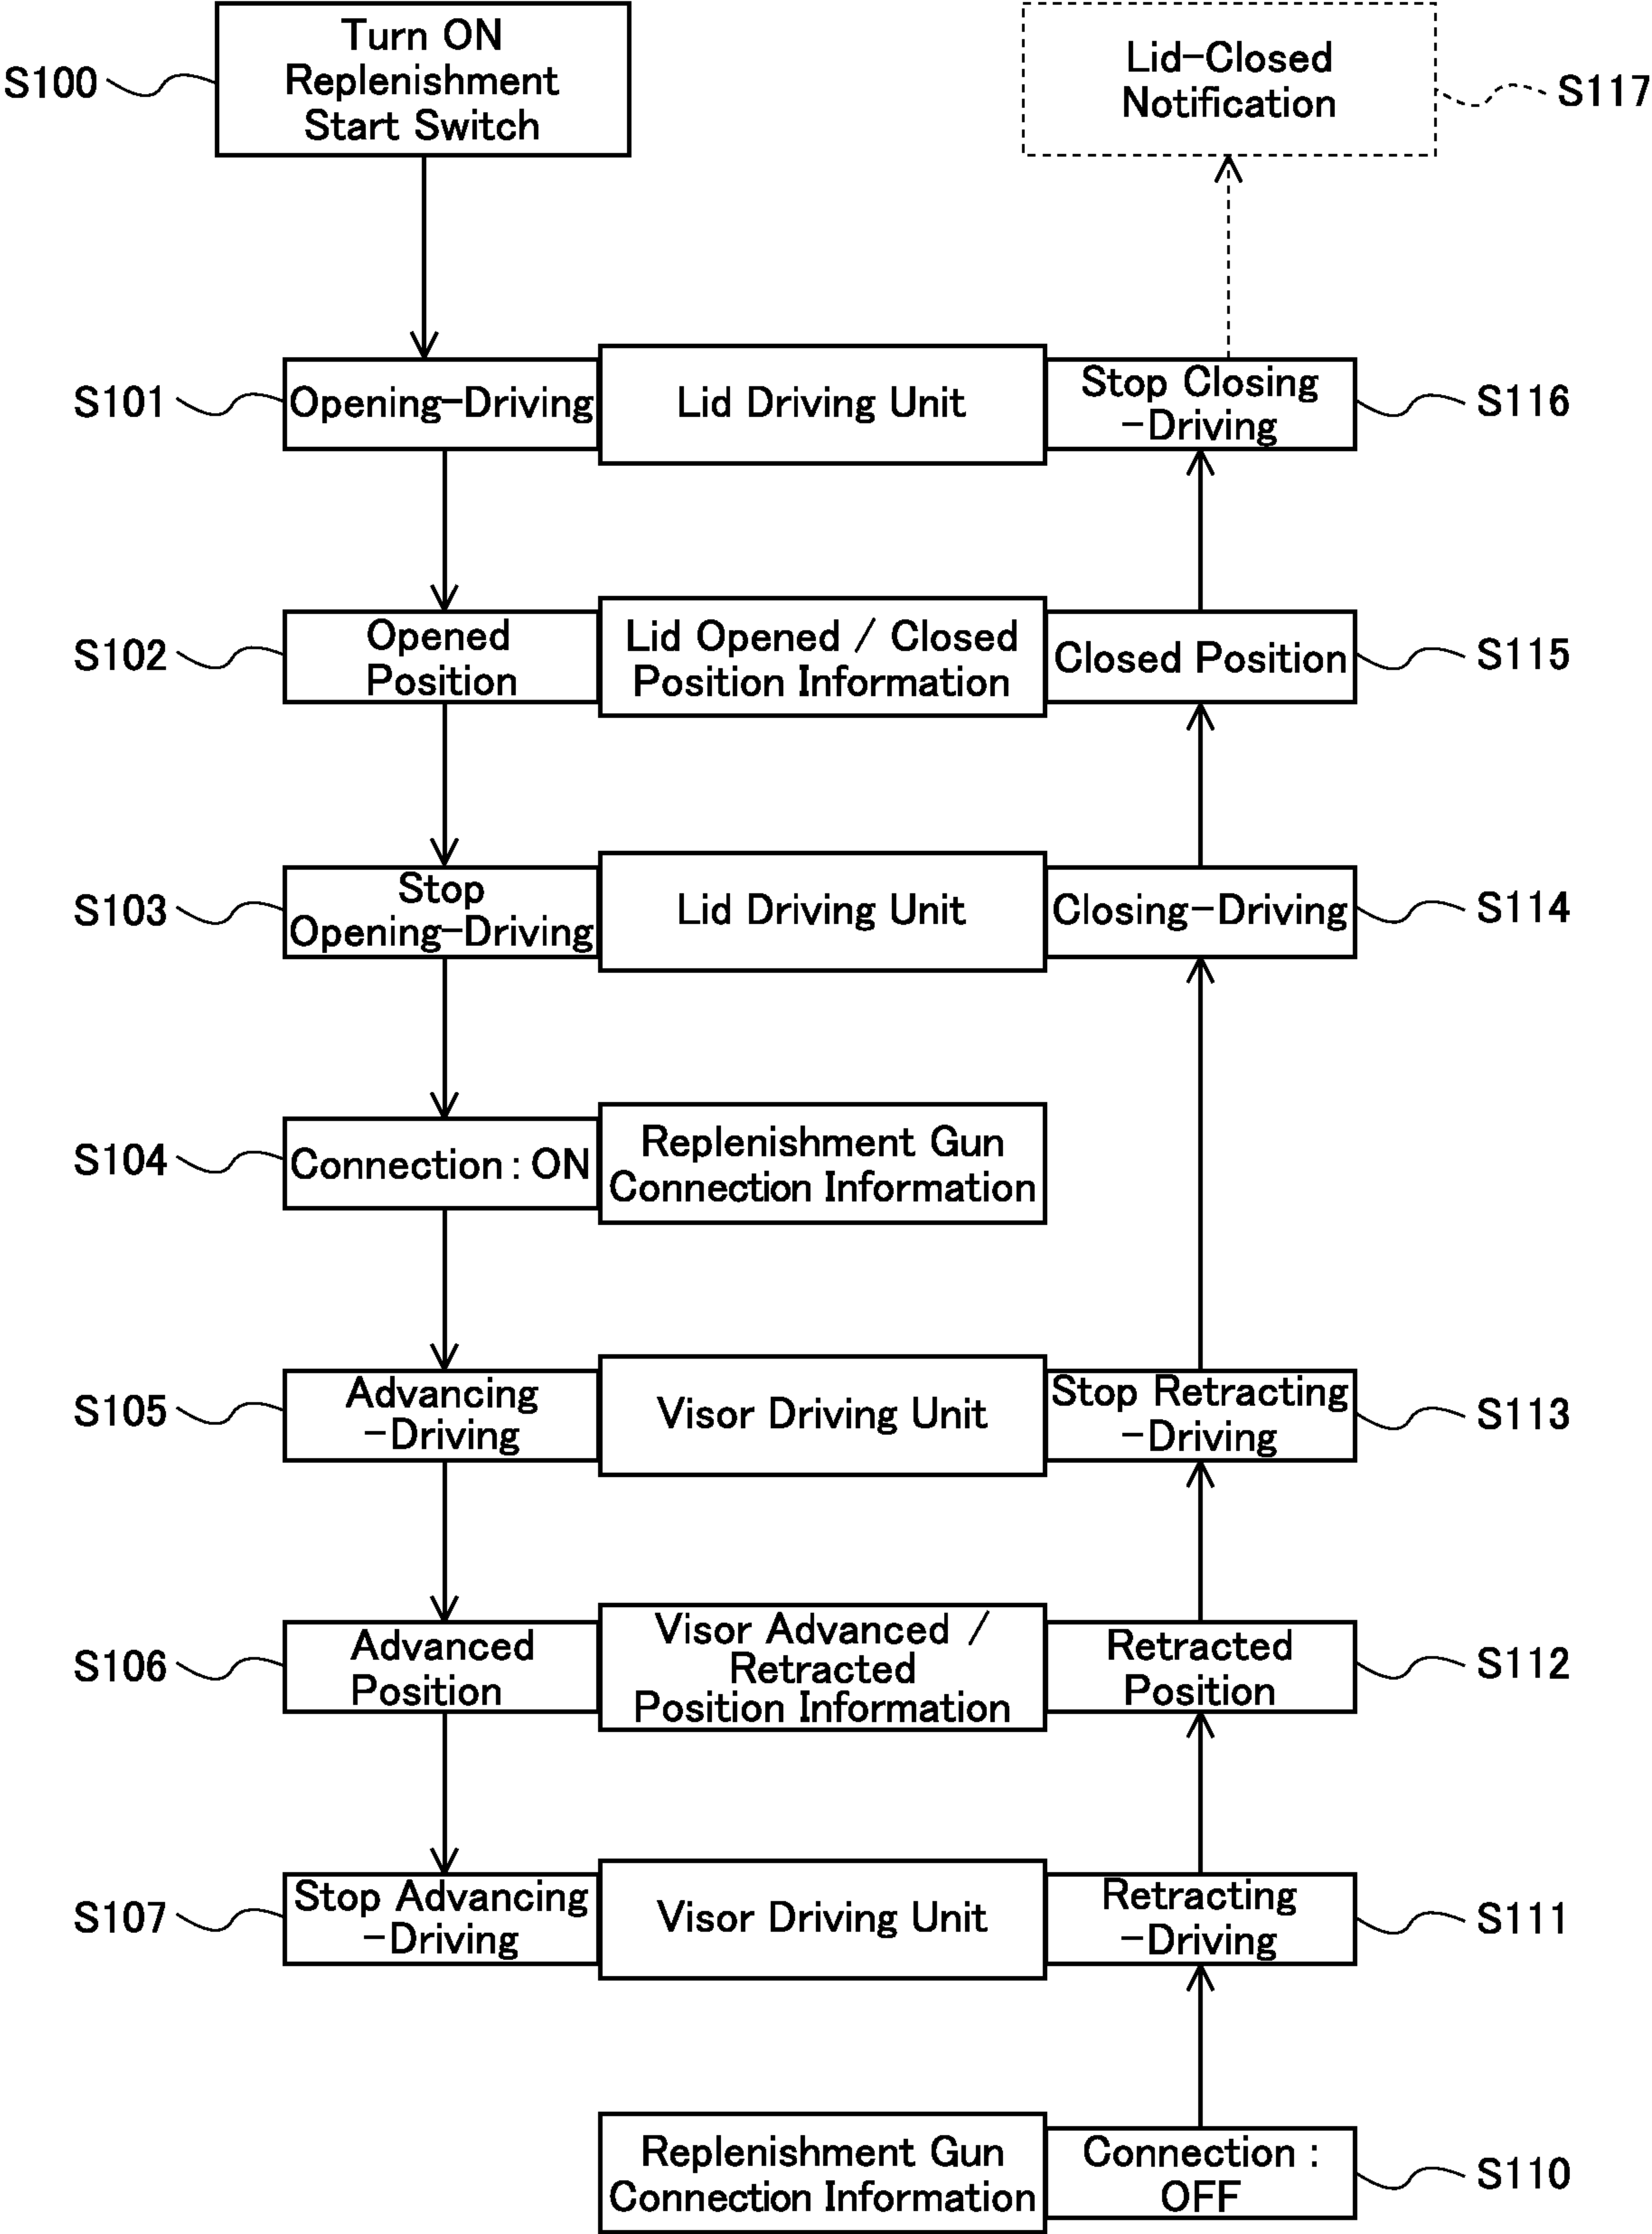 Turn ON
Replenishment
Start Switch
S100
Lid-Closed
Notification
S117
S101
Opening-Driving
Lid Driving Unit
Stop Closing
-Driving
S116
S102
Opened
Position
Lid Opened / Closed
Position Information
Closed Position
S115
S103
Stop
Opening-Driving
Lid Driving Unit
Closing-Driving
S114
S104
Connection : ON
Replenishment Gun
Connection Information
S105
Advancing
-Driving
Visor Driving Unit
Stop Retracting
-Driving
S113
S106
Advanced
Position
Visor Advanced /
Retracted
Position Information
Retracted
Position
S112
S107
Stop Advancing
-Driving
Visor Driving Unit
Retracting
-Driving
S111
Replenishment Gun
Connection Information
Connection :
OFF
S110